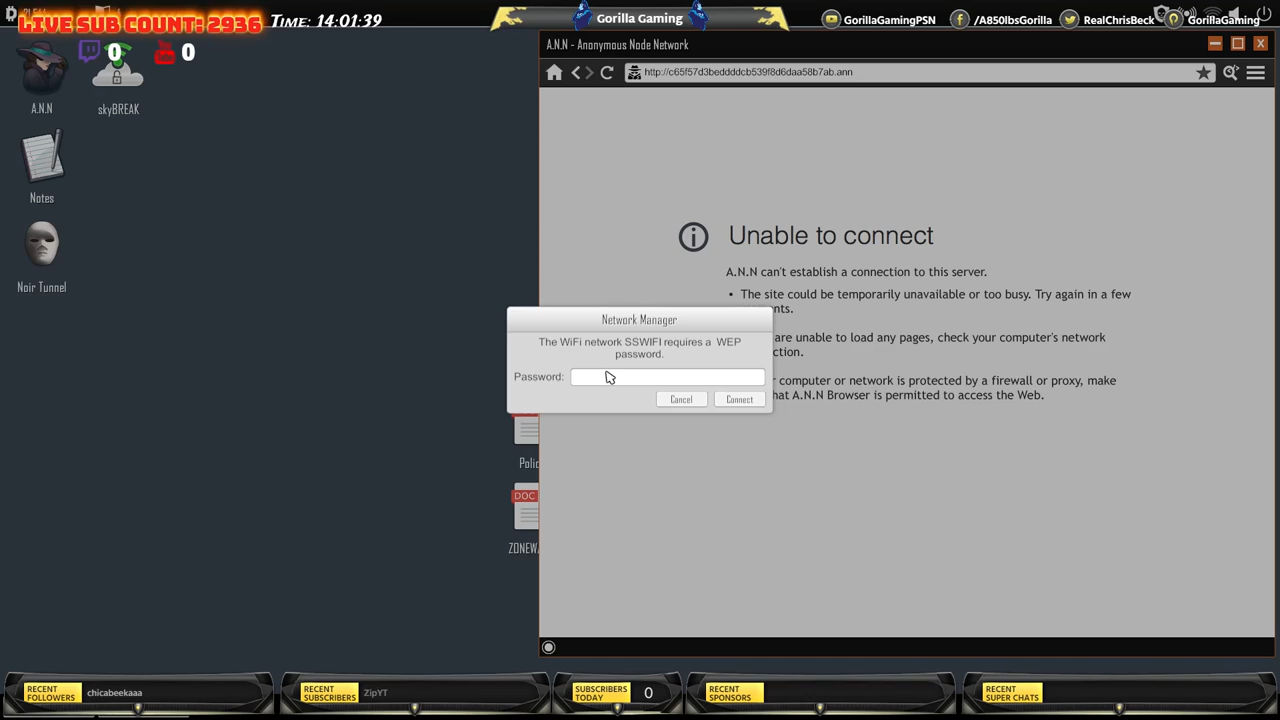 LIVE SUB COUNT: 2936
TIME: 14:01:39
Gorilla Gaming
GorillaGamingPSN
/A850lbsGorilla
RealChrisBeck
GorillaGaming
0
0
A.N.N
skyBREAK
Notes
Noir Tunnel
A.N.N - Anonymous Node Network
http://c65f57d3beddddcb539f8d6daa58b7ab.ann
Unable to connect
A.N.N can't establish a connection to this server.
• The site could be temporarily unavailable or too busy. Try again in a few
nts.
are unable to load any pages, check your computer's network
ction.
computer or network is protected by a firewall or proxy, make
hat A.N.N Browser is permitted to access the Web.
Network Manager
The WiFi network SSWIFI requires a WEP
password.
Password:
Cancel
Connect
Polic
DOC
ZONEWA
RECENT
FOLLOWERS
chicabeekaaa
RECENT
SUBSCRIBERS
ZipYT
SUBSCRIBERS
TODAY
0
RECENT
SPONSORS
RECENT
SUPER CHATS